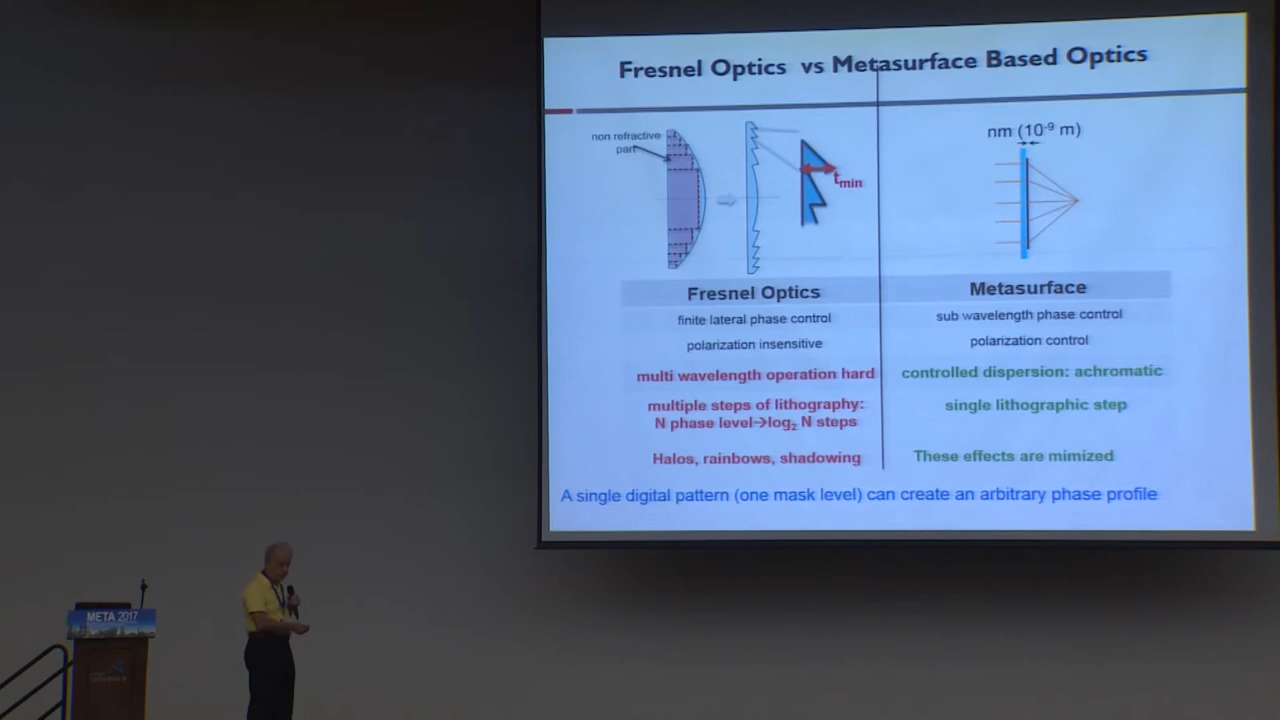 Fresnel Optics vs Metasurface Based Optics
non refractive
part
tmin
nm (10⁻⁹ m)
Fresnel Optics
finite lateral phase control
polarization insensitive
multi wavelength operation hard
multiple steps of lithography:
N phase level→log₂ N steps
Halos, rainbows, shadowing
Metasurface
sub wavelength phase control
polarization control
controlled dispersion: achromatic
single lithographic step
These effects are mimized
A single digital pattern (one mask level) can create an arbitrary phase profile
META 2017